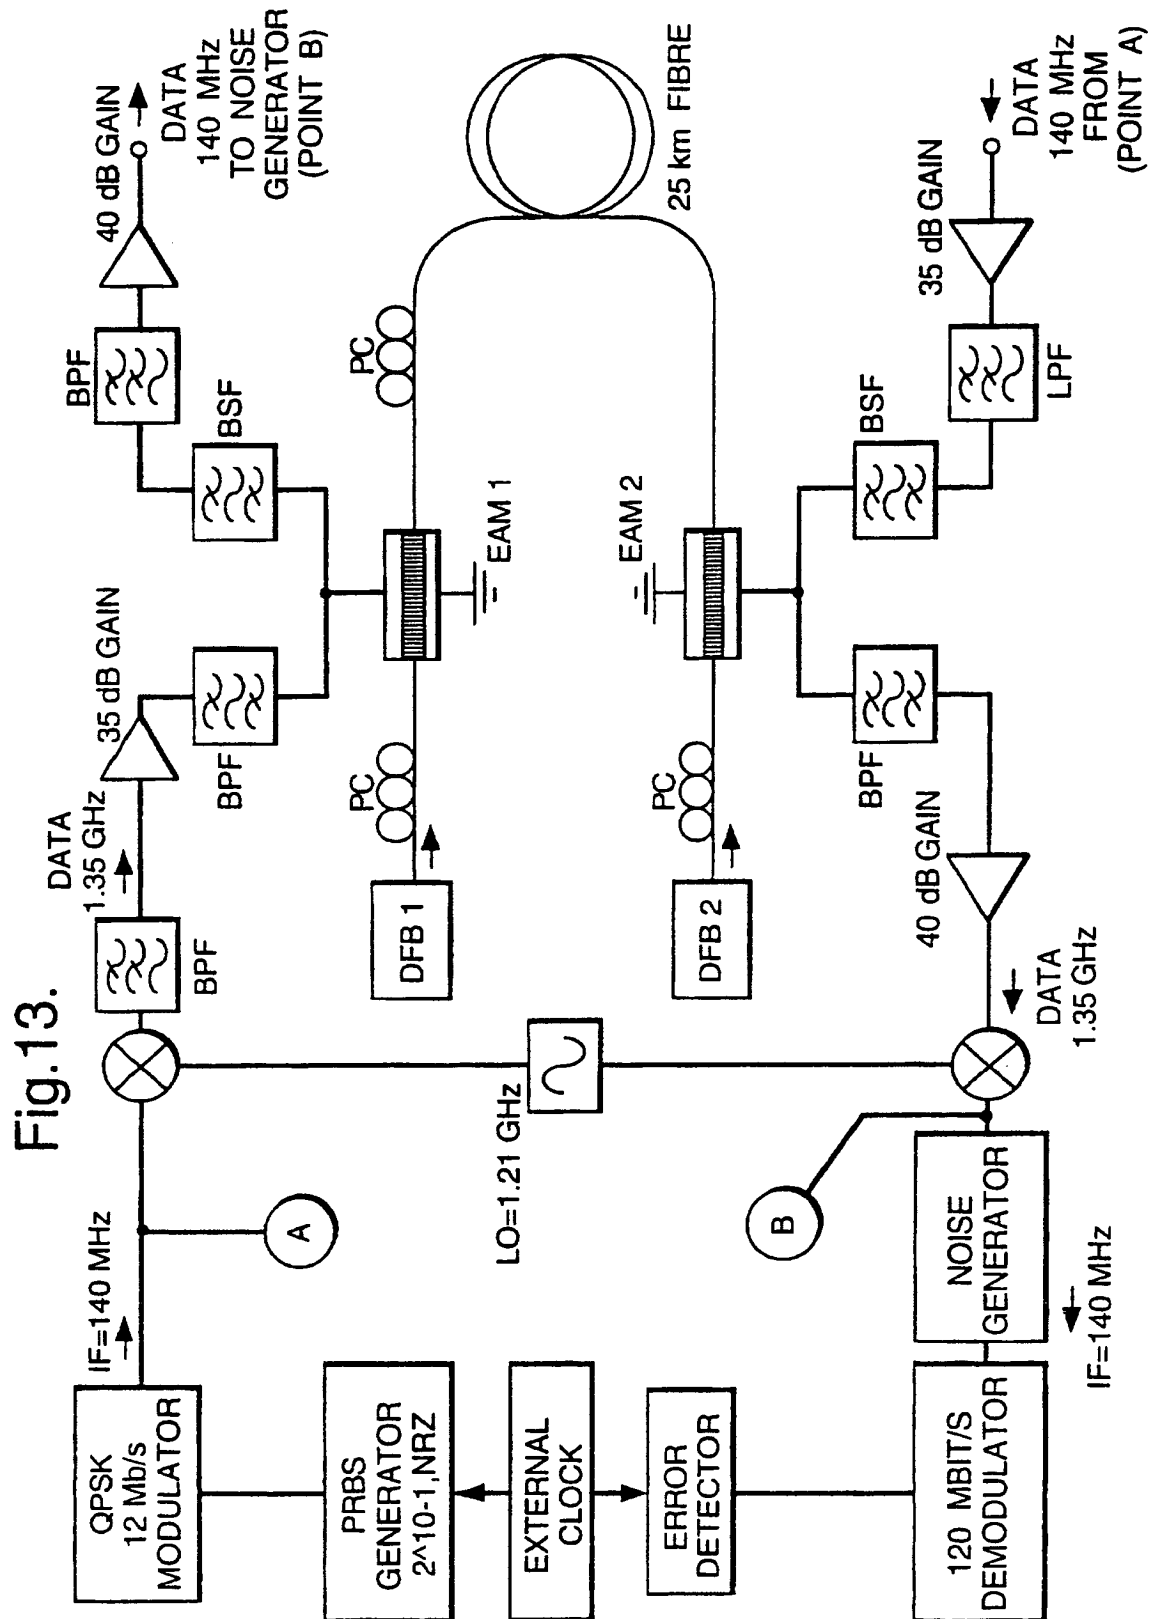 Fig.13.
QPSK
12 Mb/s
MODULATOR
IF=140 MHz
A
BPF
DATA
1.35 GHz
35 dB GAIN
BPF
BSF
BPF
40 dB GAIN
DATA
140 MHz
TO NOISE
GENERATOR
(POINT B)
PRBS
GENERATOR
2^10-1,NRZ
EXTERNAL
CLOCK
ERROR
DETECTOR
LO=1.21 GHz
DFB 1
PC
EAM 1
PC
25 km FIBRE
DFB 2
PC
EAM 2
120 MBIT/S
DEMODULATOR
IF=140 MHz
NOISE
GENERATOR
B
DATA
1.35 GHz
40 dB GAIN
BPF
BSF
LPF
35 dB GAIN
DATA
140 MHz
FROM
(POINT A)